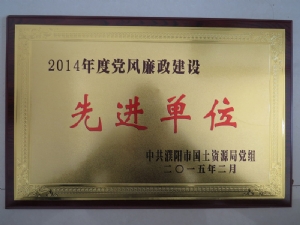 2014年度党风廉政建设
先进单位
中共濮阳市国土资源局党组
二〇一五年二月